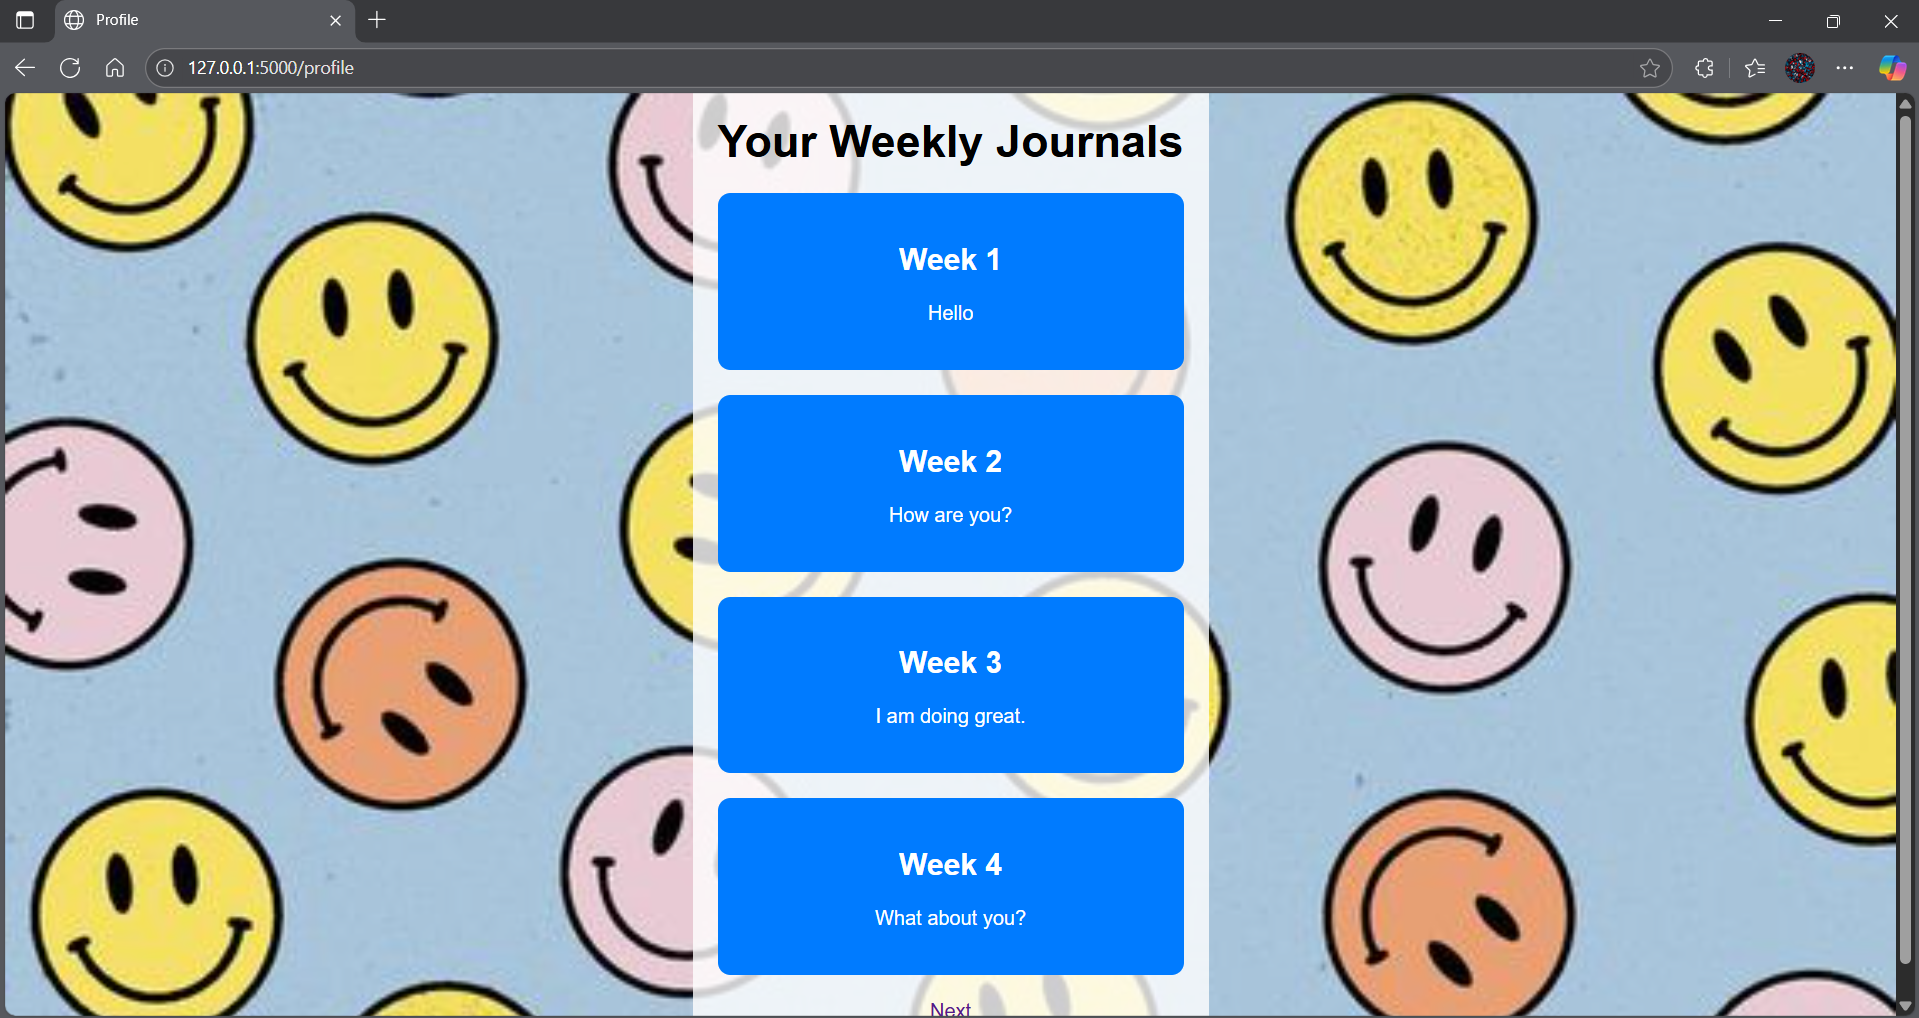 Profile
127.0.0.1:5000/profile
Your Weekly Journals
Week 1
Hello
Week 2
How are you?
Week 3
I am doing great.
Week 4
What about you?
Next